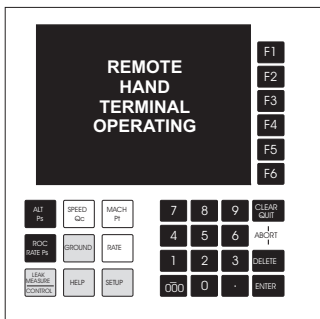 REMOTE
HAND
TERMINAL
OPERATING
F1
F2
F3
F4
F5
F6
ALT
Ps
SPEED
Qc
MACH
Pt
ROC
RATE Ps
GROUND
RATE
LEAK
MEASURE
CONTROL
HELP
SETUP
7 8 9 CLEAR
QUIT
4 5 6 ABORT
1 2 3 DELETE
000 0 . ENTER